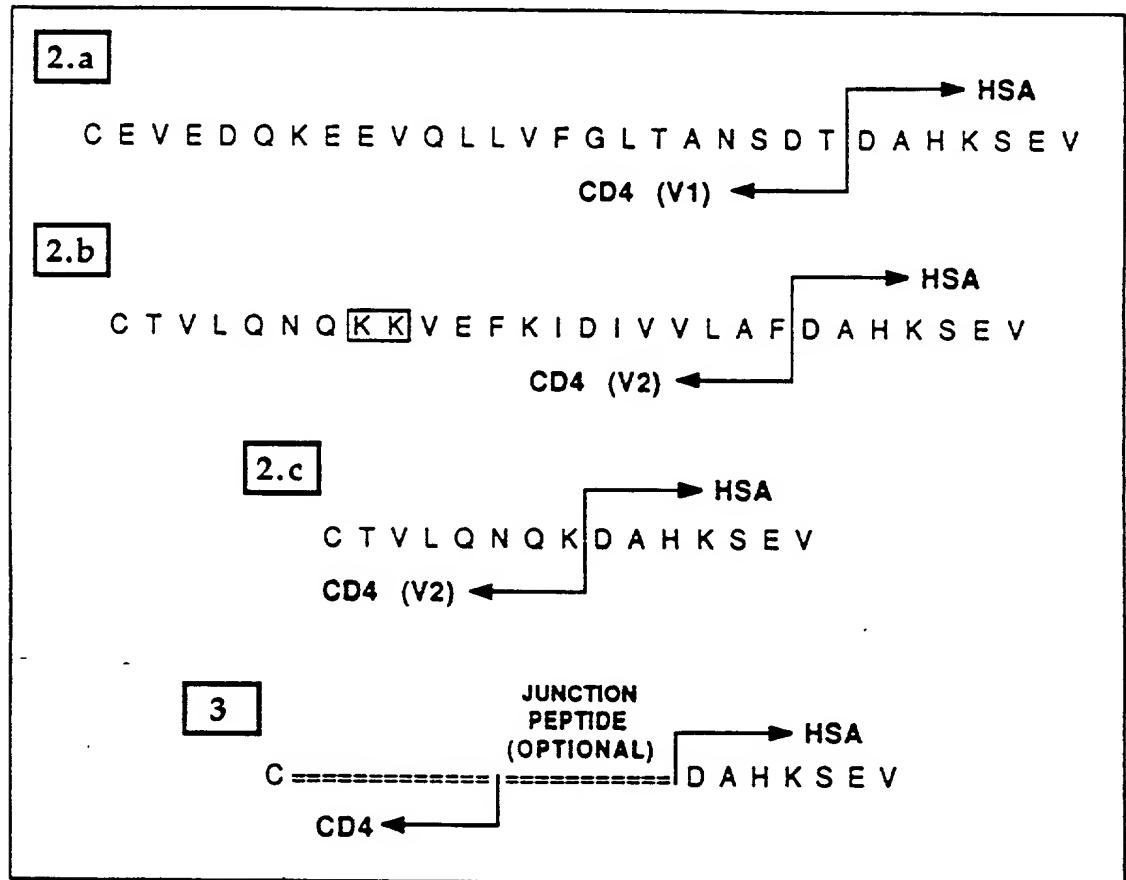 2.a
HSA
C E V E D Q K E E V Q L L V F G L T A N S D T D A H K S E V
CD4 (V1)
2.b
HSA
C T V L Q N Q K K V E F K I D I V V L A F D A H K S E V
CD4 (V2)
2.c
HSA
C T V L Q N Q K D A H K S E V
CD4 (V2)
3
JUNCTION
PEPTIDE
(OPTIONAL)
HSA
C ============ =========== D A H K S E V
CD4